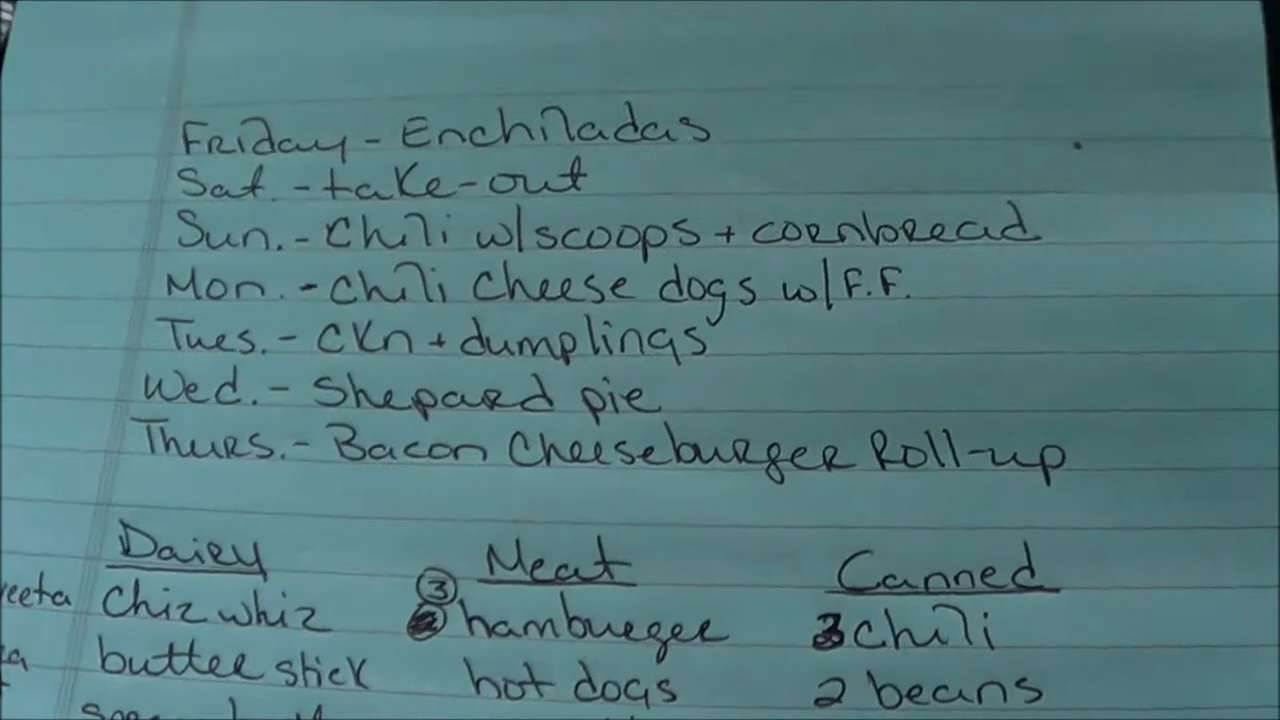 Friday - Enchiladas
Sat. - take-out
Sun. - Chili w/scoops + cornbread
Mon. - Chili Cheese dogs w/ F.F.
Tues. - CKn + dumplings
Wed. - Shepard pie
Thurs. - Bacon Cheeseburger Roll-up
Dairy Meat Canned
3
eeta Chiz whiz hamburger 3 chili
butter stick hot dogs 2 beans